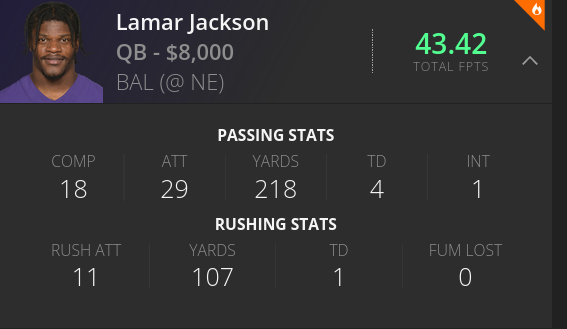 Lamar Jackson
QB - $8,000
BAL (@ NE)
43.42
TOTAL FPTS
PASSING STATS
COMP ATT YARDS TD INT
18 29 218 4 1
RUSHING STATS
RUSH ATT YARDS TD FUM LOST
11 107 1 0